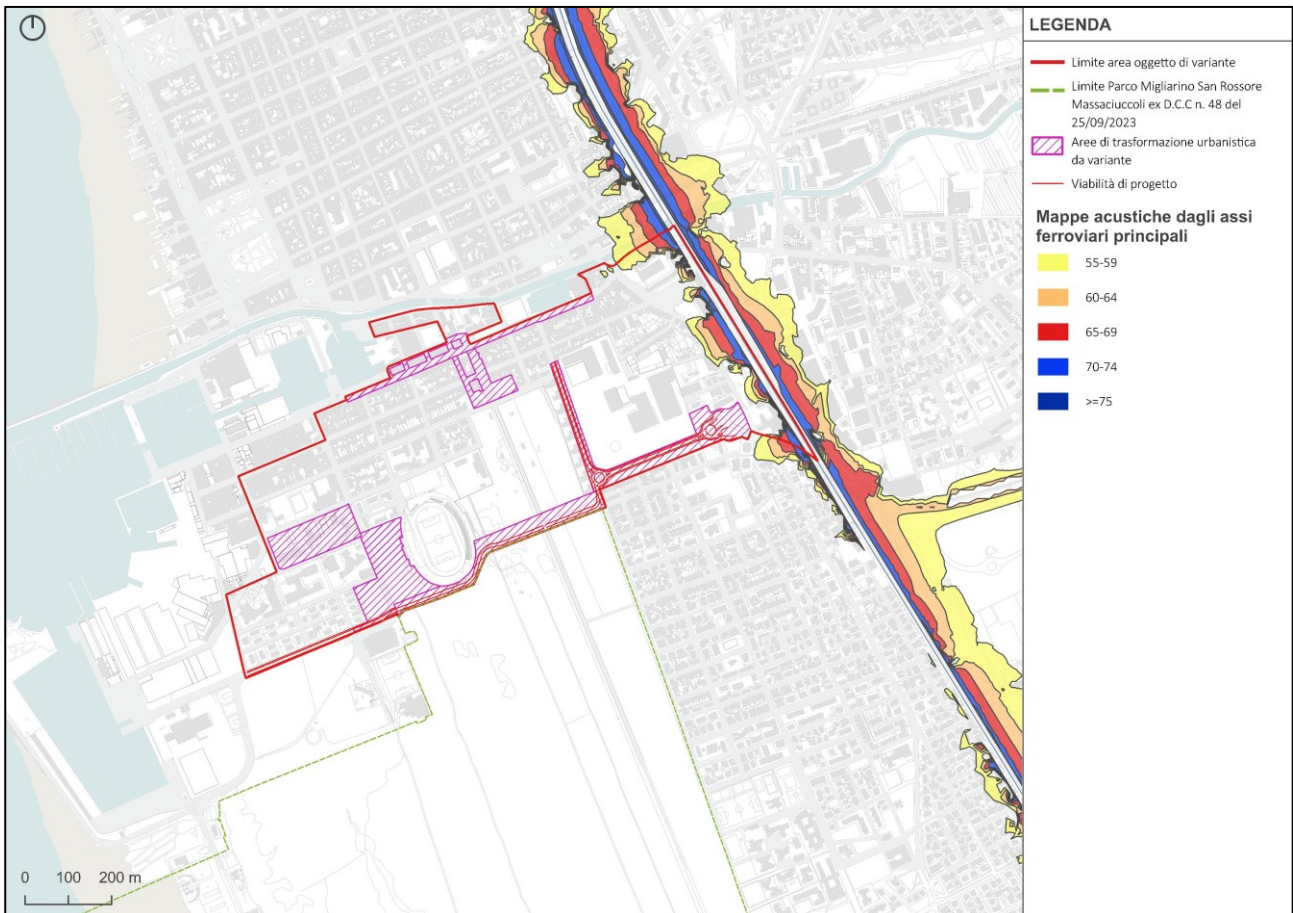 LEGENDA
Limite area oggetto di variante
Limite Parco Migliarino San Rossore
Massaciuccoli ex D.C.C n. 48 del
25/09/2023
Aree di trasformazione urbanistica
da variante
Viabilità di progetto
Mappe acustiche dagli assi
ferroviari principali
55-59
60-64
65-69
70-74
>=75
0 100 200 m